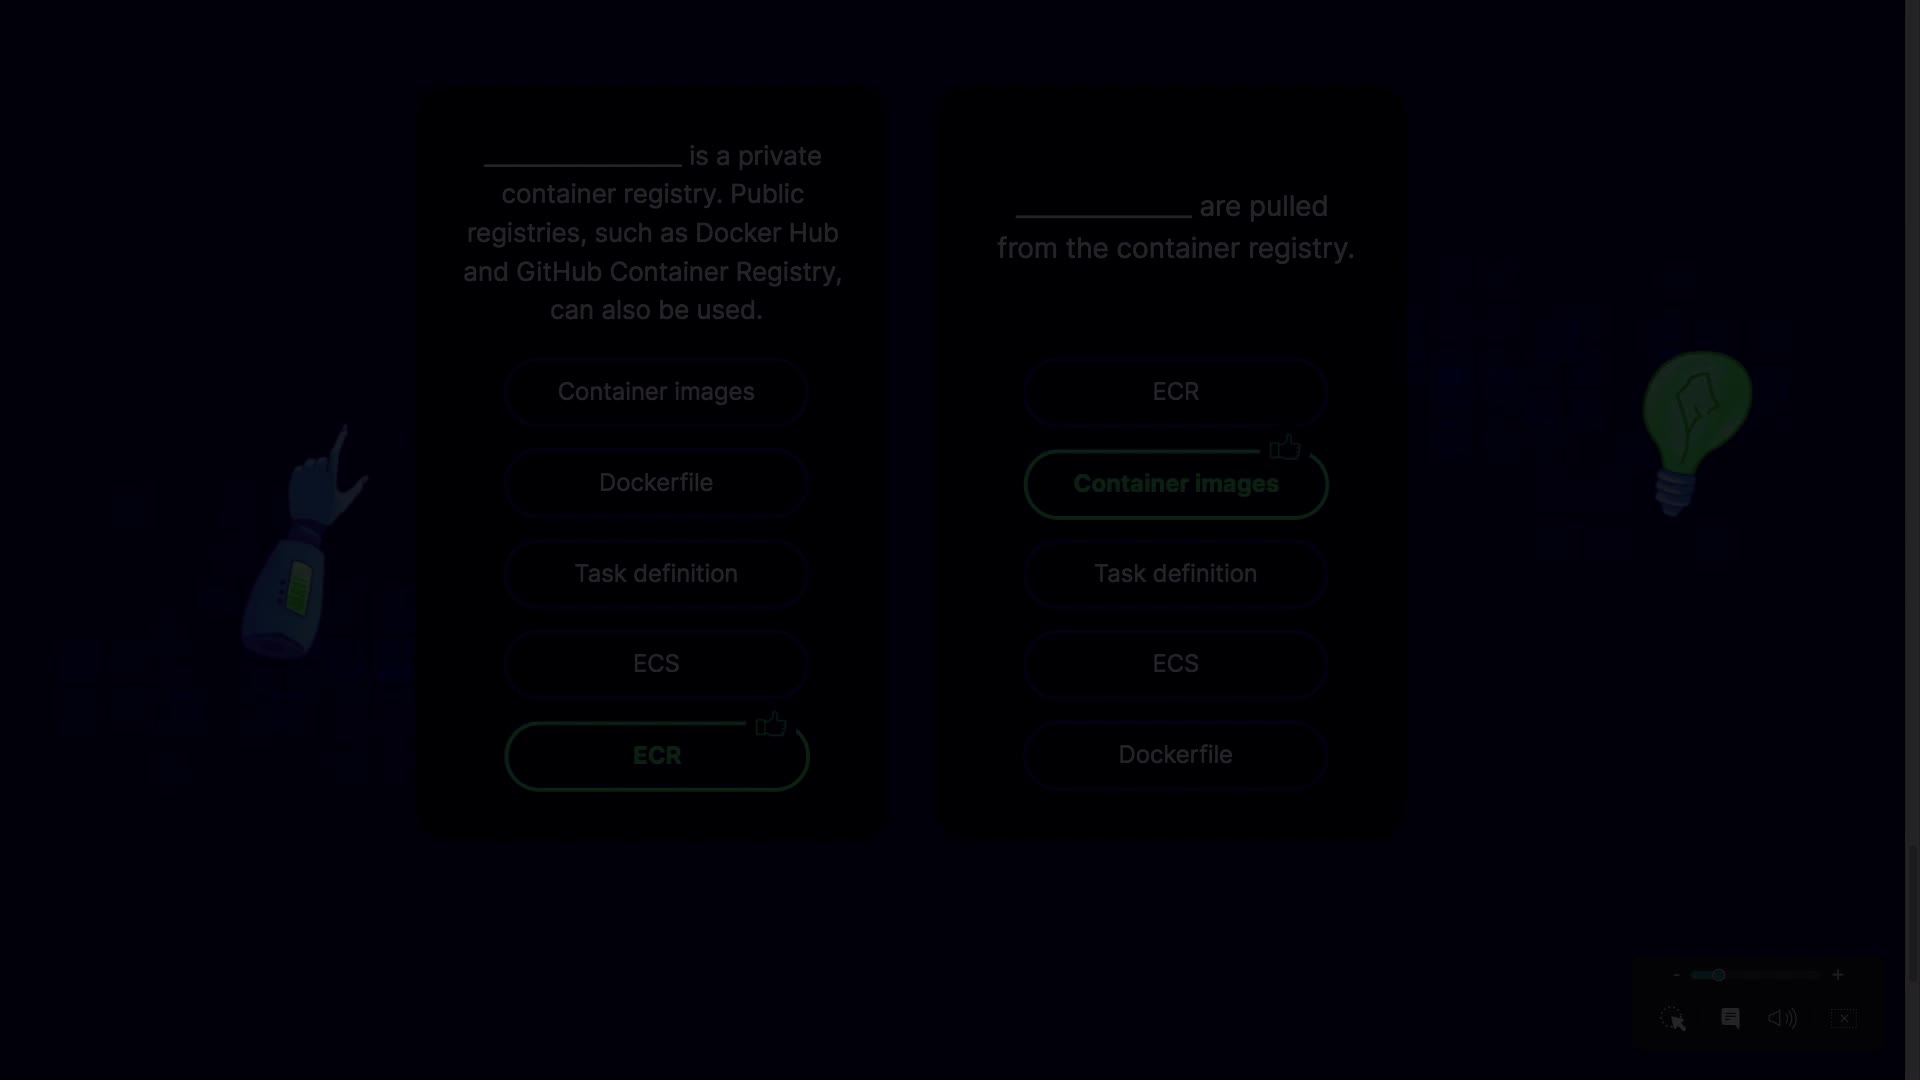 ______________ is a private
container registry. Public
registries, such as Docker Hub
and GitHub Container Registry,
can also be used.
Container images
Dockerfile
Task definition
ECS
ECR
____________ are pulled
from the container registry.
ECR
Container images
Task definition
ECS
Dockerfile
- +